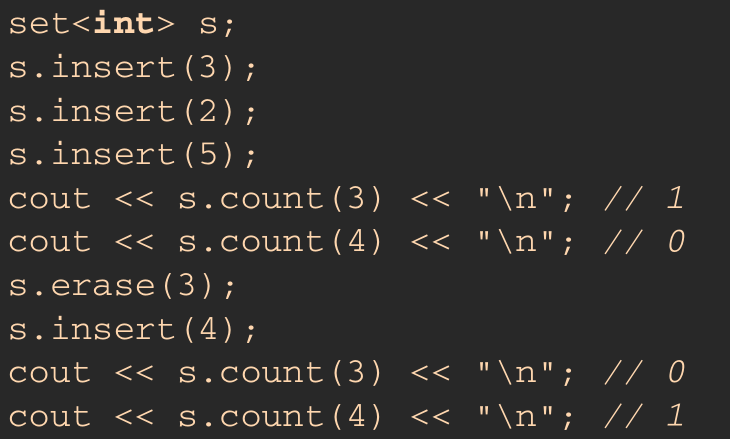 set<int> s;
s.insert(3);
s.insert(2);
s.insert(5);
cout << s.count(3) << "\n"; // 1
cout << s.count(4) << "\n"; // 0
s.erase(3);
s.insert(4);
cout << s.count(3) << "\n"; // 0
cout << s.count(4) << "\n"; // 1